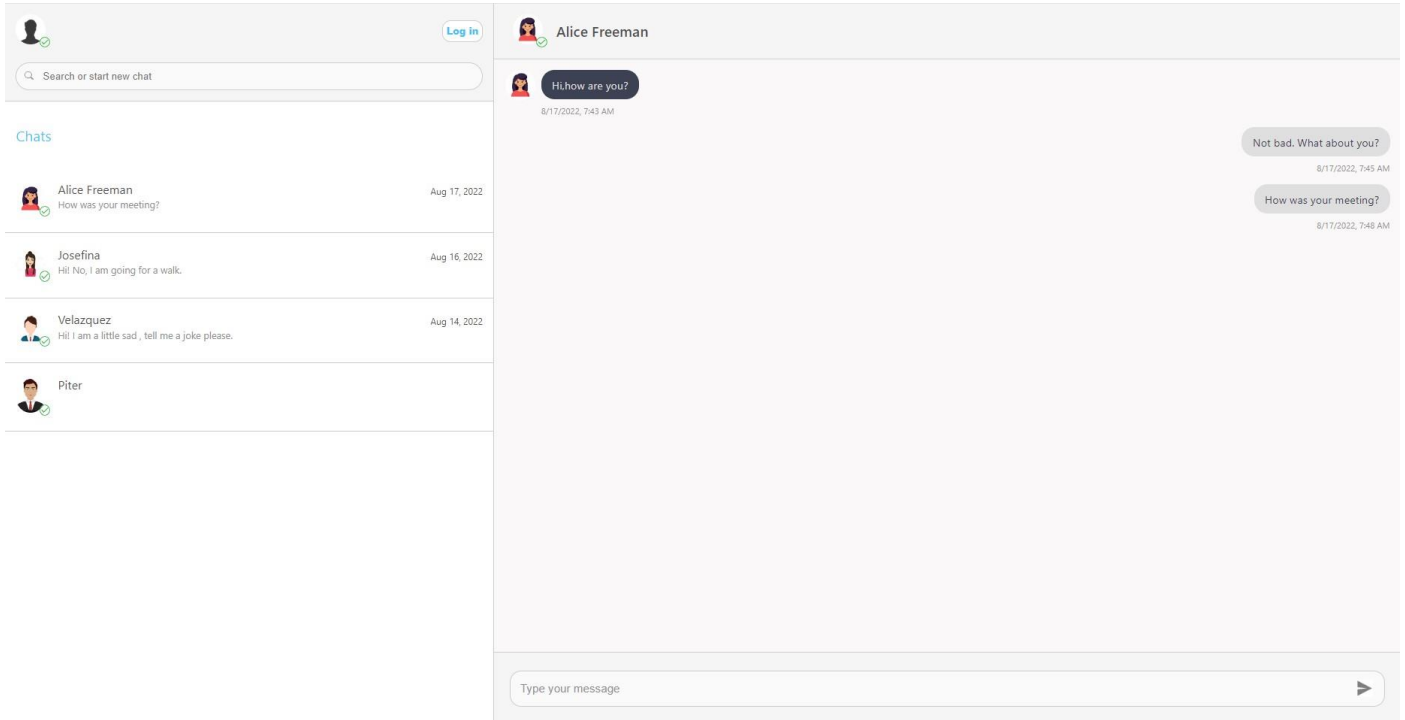 Log in
Search or start new chat
Chats
Alice Freeman
Aug 17, 2022
How was your meeting?
Josefina
Aug 16, 2022
Hi! No, I am going for a walk.
Velazquez
Aug 14, 2022
Hi! I am a little sad , tell me a joke please.
Piter
Alice Freeman
Hi,how are you?
8/17/2022, 7:43 AM
Not bad. What about you?
8/17/2022, 7:45 AM
How was your meeting?
8/17/2022, 7:48 AM
Type your message